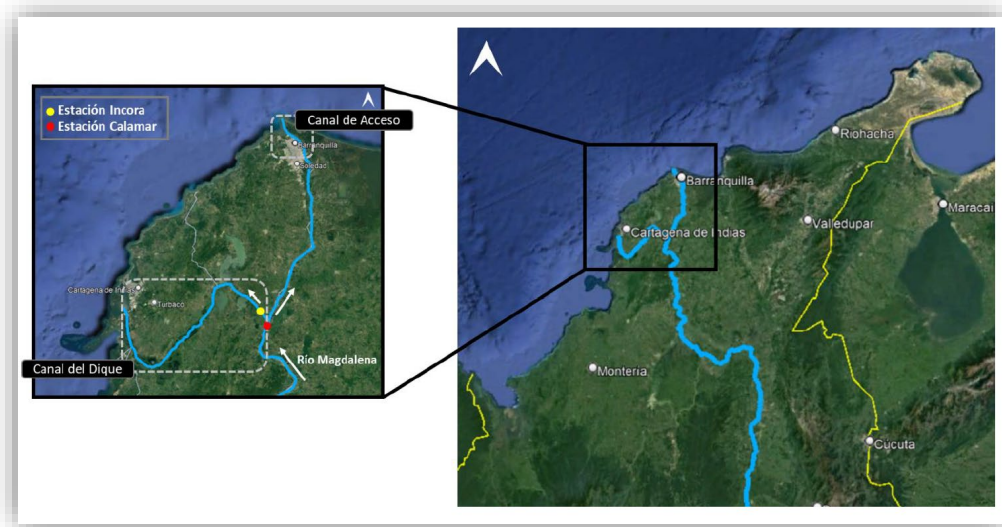 Estación Incora
Estación Calamar
Canal de Acceso
Barranquilla
Soledad
Cartagena de Indias
Turbaco
Río Magdalena
Canal del Dique
Riohacha
Barranquilla
Maracai
Valledupar
Cartagena de Indias
Montería
Cucuta